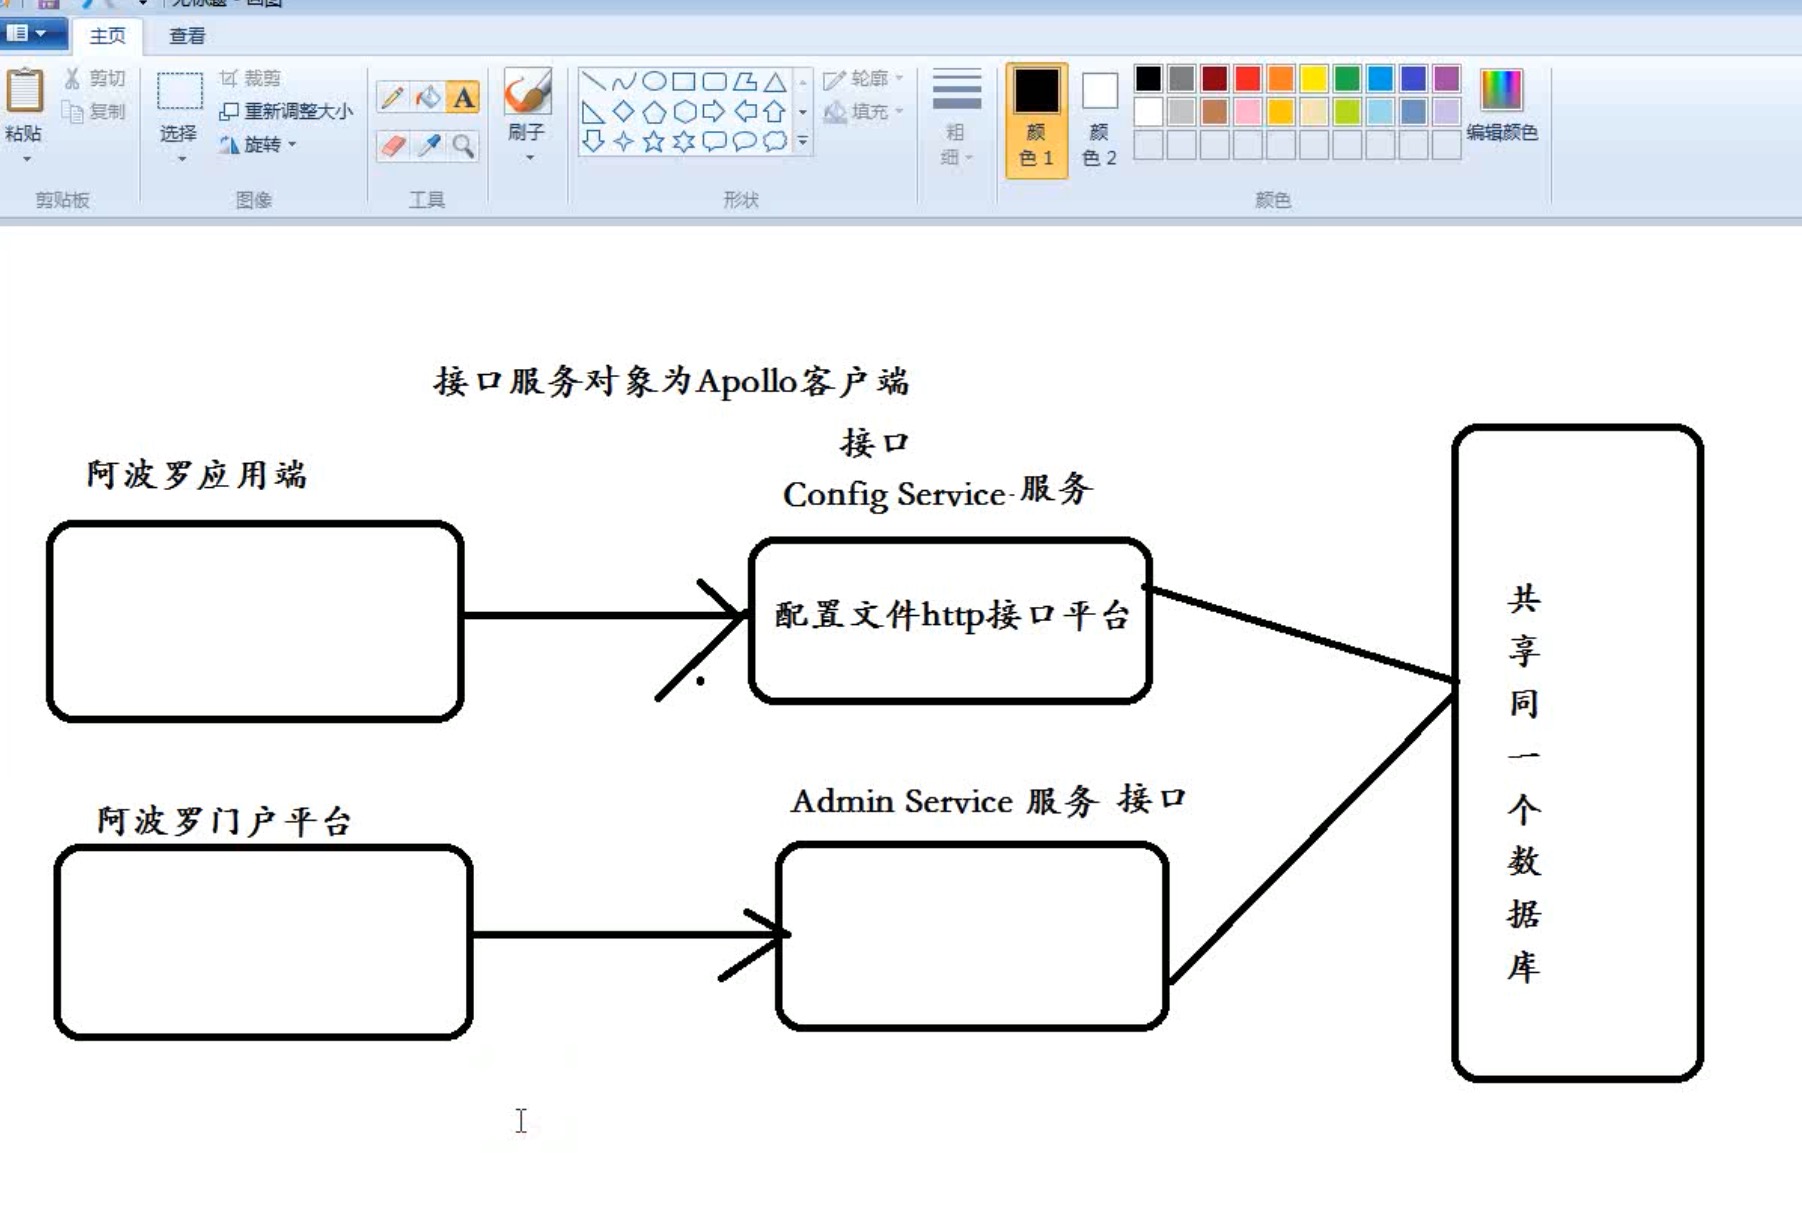 主页 查看
剪切
复制
粘贴
裁剪
重新调整大小
旋转
选择
A
刷子
轮廓
填充
粗细
颜色 1
颜色 2
编辑颜色
剪贴板 图像 工具 形状 颜色
接口服务对象为Apollo客户端
接口
Config Service-服务
阿波罗应用端
配置文件http接口平台
Admin Service 服务 接口
阿波罗门户平台
共
享
同
一
个
数
据
库